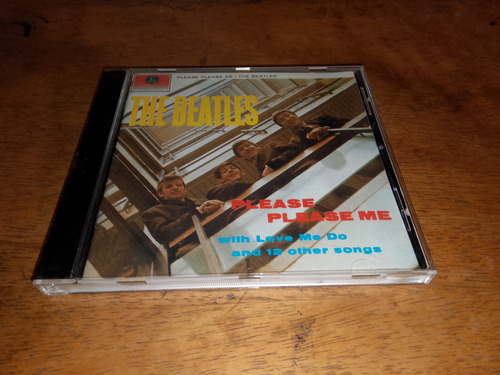 PLEASE PLEASE ME • THE BEATLES
THE BEATLES
PLEASE
PLEASE ME
with Love Me Do
and 12 other songs